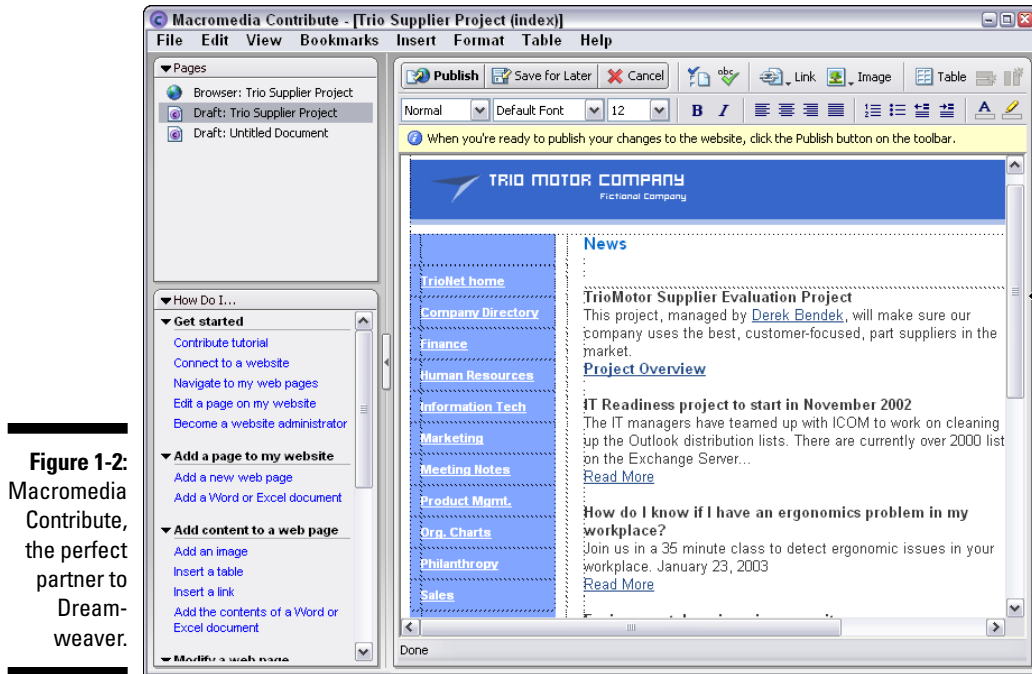 Macromedia Contribute - [Trio Supplier Project (index)]
File Edit View Bookmarks Insert Format Table Help
Pages
Browser: Trio Supplier Project
Draft: Trio Supplier Project
Draft: Untitled Document
How Do I...
Get started
Contribute tutorial
Connect to a website
Navigate to my web pages
Edit a page on my website
Become a website administrator
Add a page to my website
Add a new web page
Add a Word or Excel document
Add content to a web page
Add an image
Insert a table
Insert a link
Add the contents of a Word or
Excel document
Modify a web page
Publish Save for Later Cancel abc Link Image Table
Normal Default Font 12 B I A
When you're ready to publish your changes to the website, click the Publish button on the toolbar.
TRIO MOTOR COMPANY
Fictional Company
TrioNet home
Company Directory
Finance
Human Resources
Information Tech
Marketing
Meeting Notes
Product Mgmt.
Org. Charts
Philanthropy
Sales
News
TrioMotor Supplier Evaluation Project
This project, managed by Derek Bendek, will make sure our
company uses the best, customer-focused, part suppliers in the
market.
Project Overview
IT Readiness project to start in November 2002
The IT managers have teamed up with ICOM to work on cleaning
up the Outlook distribution lists. There are currently over 2000 list
on the Exchange Server...
Read More
How do I know if I have an ergonomics problem in my
workplace?
Join us in a 35 minute class to detect ergonomic issues in your
workplace. January 23, 2003
Read More
Done
Figure 1-2:
Macromedia
Contribute,
the perfect
partner to
Dream-
weaver.